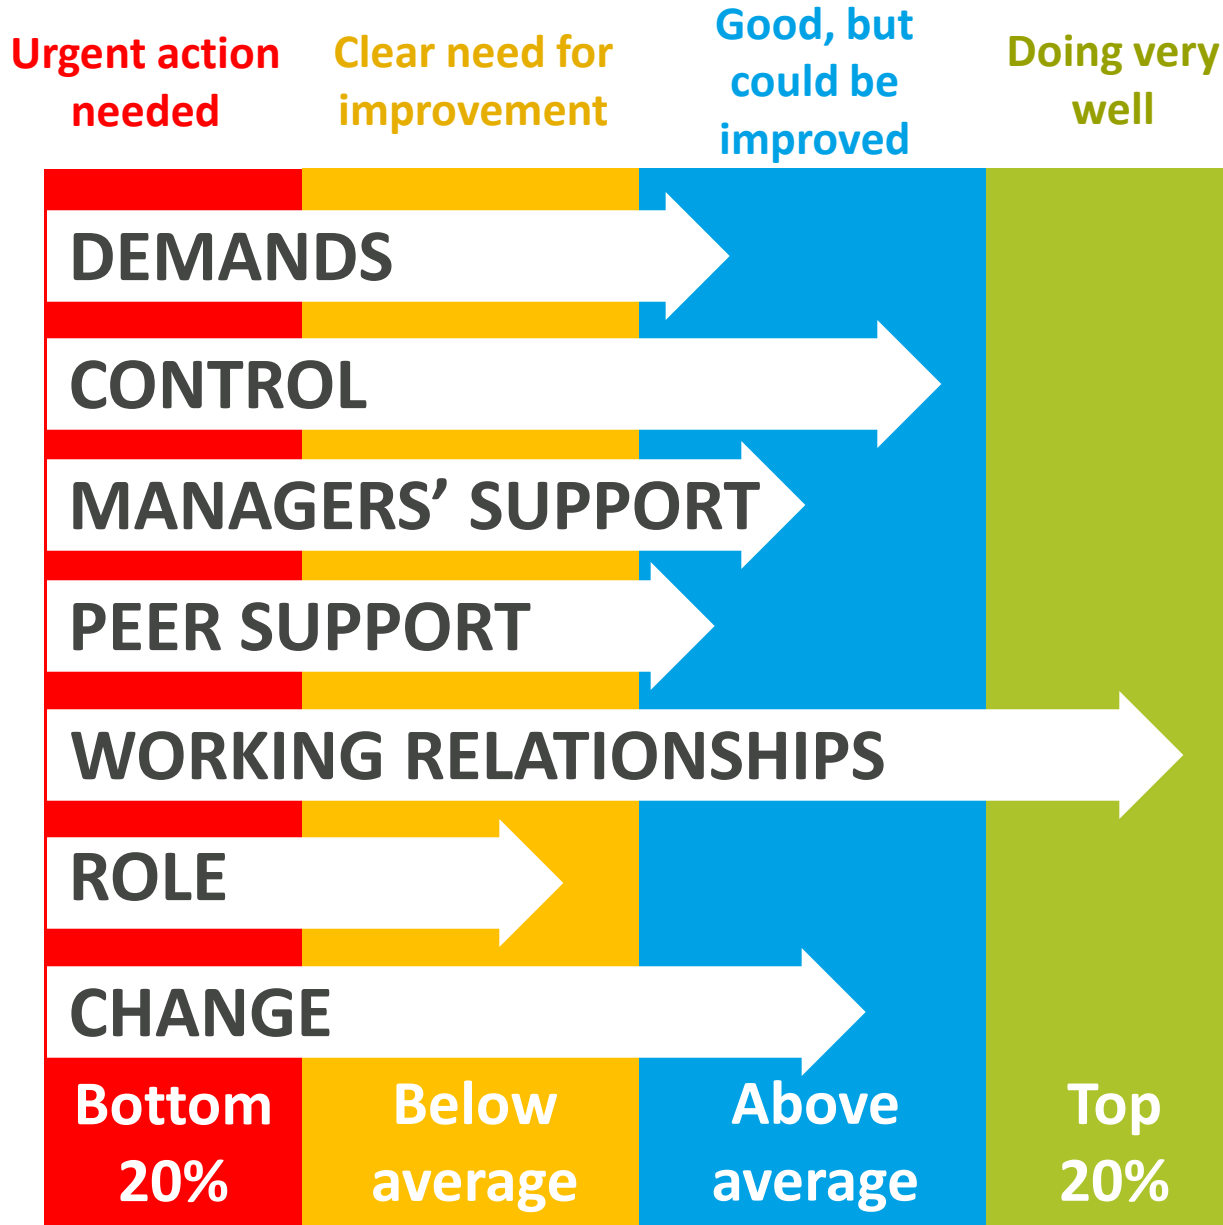 Urgent action
needed
Clear need for
improvement
Good, but
could be
improved
Doing very
well
DEMANDS
CONTROL
MANAGERS’ SUPPORT
PEER SUPPORT
WORKING RELATIONSHIPS
ROLE
CHANGE
Bottom
20%
Below
average
Above
average
Top
20%